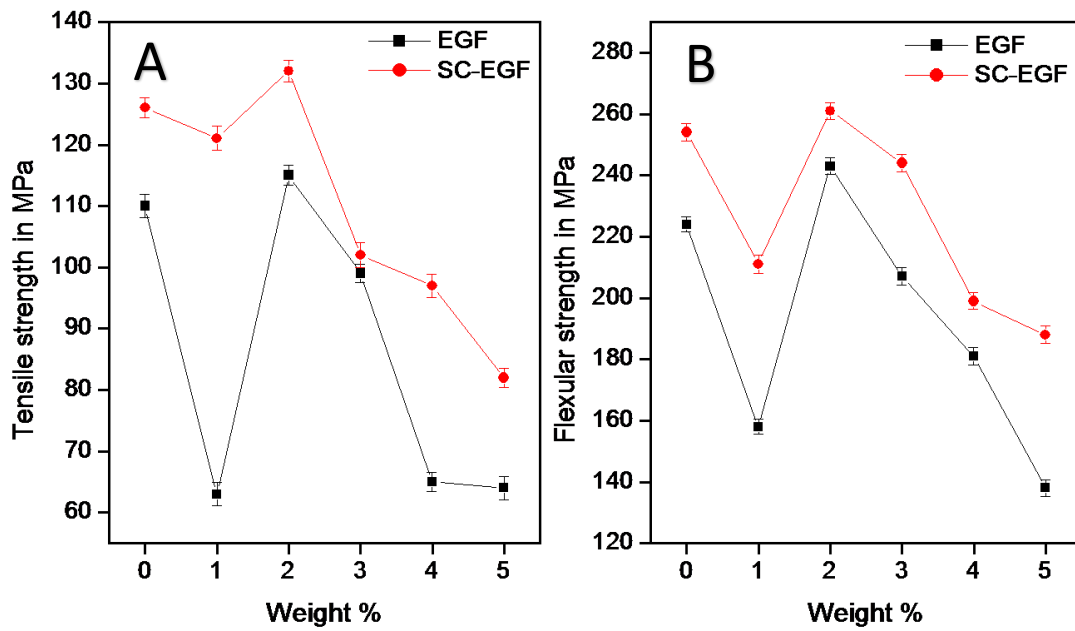 A
EGF
SC-EGF
Tensile strength in MPa
140
130
120
110
100
90
80
70
60
0 1 2 3 4 5
Weight %
B
EGF
SC-EGF
Flexular strength in MPa
280
260
240
220
200
180
160
140
120
0 1 2 3 4 5
Weight %